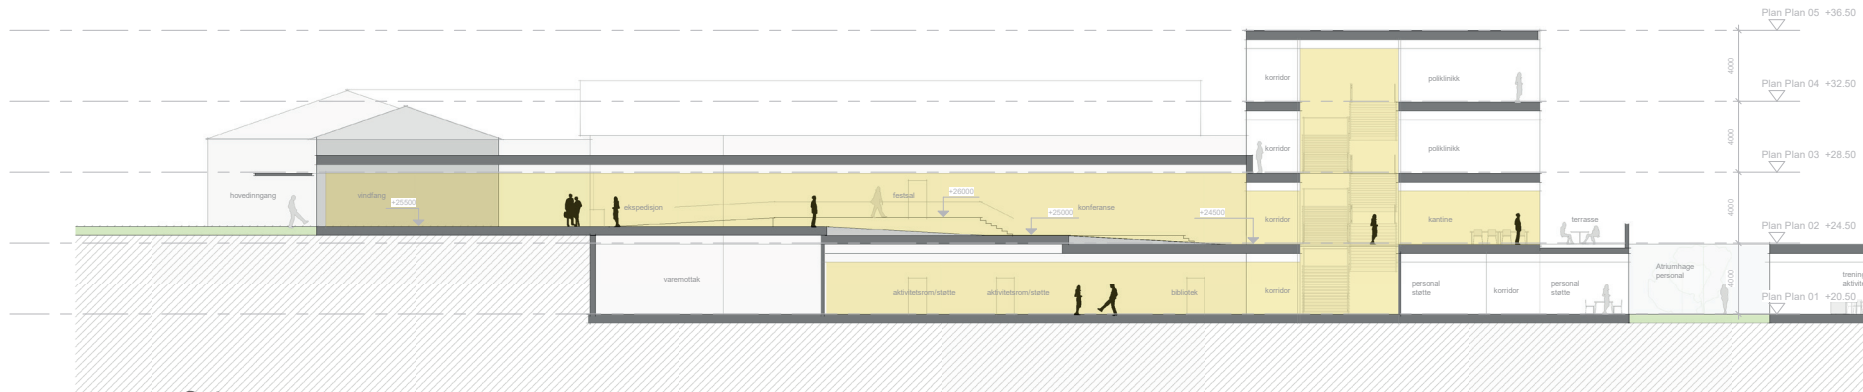 Plan Plan 05 +36.50
korridor
poliklinikk
4000
Plan Plan 04 +32.50
korridor
poliklinikk
4000
Plan Plan 03 +28.50
hovedinngang
vindfang
+25500
ekspedisjon
festsal
+26000
konferanse
+25000
+24500
korridor
kantine
terrasse
4000
Plan Plan 02 +24.50
varemottak
aktivitetsrom/støtte
aktivitetsrom/støtte
bibliotek
korridor
personal
støtte
korridor
personal
støtte
Atriumhage
personal
4000
Plan Plan 01 +20.50